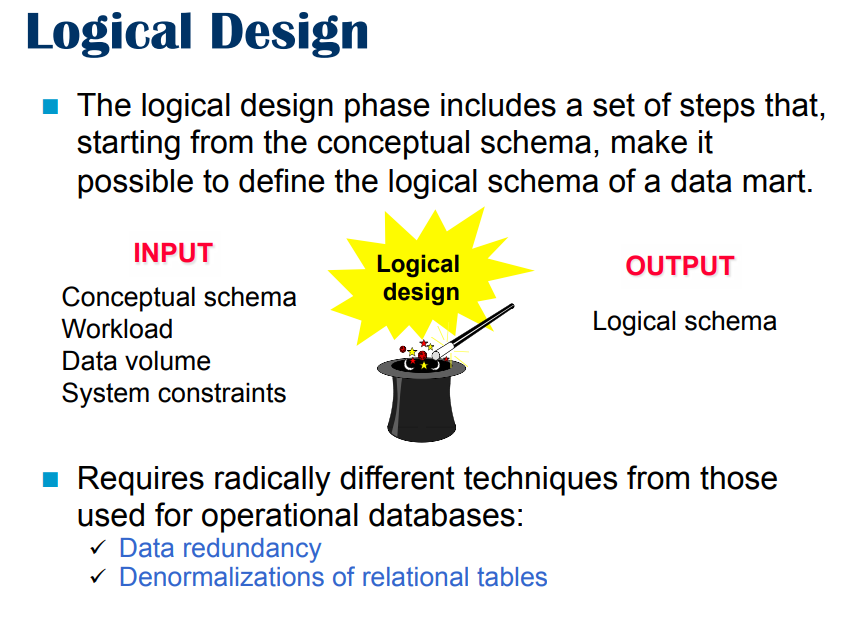 Logical Design
The logical design phase includes a set of steps that,
starting from the conceptual schema, make it
possible to define the logical schema of a data mart.
INPUT
Conceptual schema
Workload
Data volume
System constraints
Logical
design
OUTPUT
Logical schema
Requires radically different techniques from those
used for operational databases:
Data redundancy
Denormalizations of relational tables